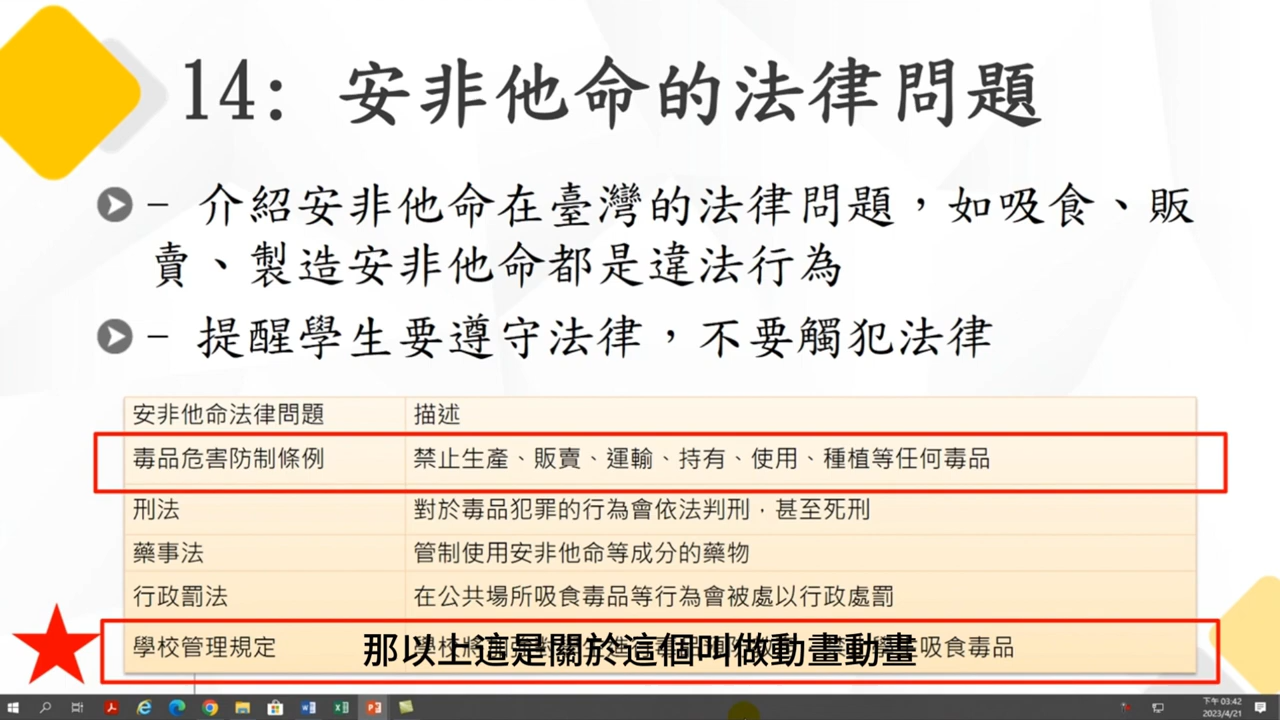 14: 安非他命的法律問題
- 介紹安非他命在臺灣的法律問題，如吸食、販
賣、製造安非他命都是違法行為
- 提醒學生要遵守法律，不要觸犯法律
安非他命法律問題 描述
毒品危害防制條例 禁止生產、販賣、運輸、持有、使用、種植等任何毒品
刑法 對於毒品犯罪的行為會依法判刑，甚至死刑
藥事法 管制使用安非他命等成分的藥物
行政罰法 在公共場所吸食毒品等行為會被處以行政處罰
學校管理規定 吸食毒品
那以上這是關於這個叫做動畫動畫
下午 03:42
2023/4/21